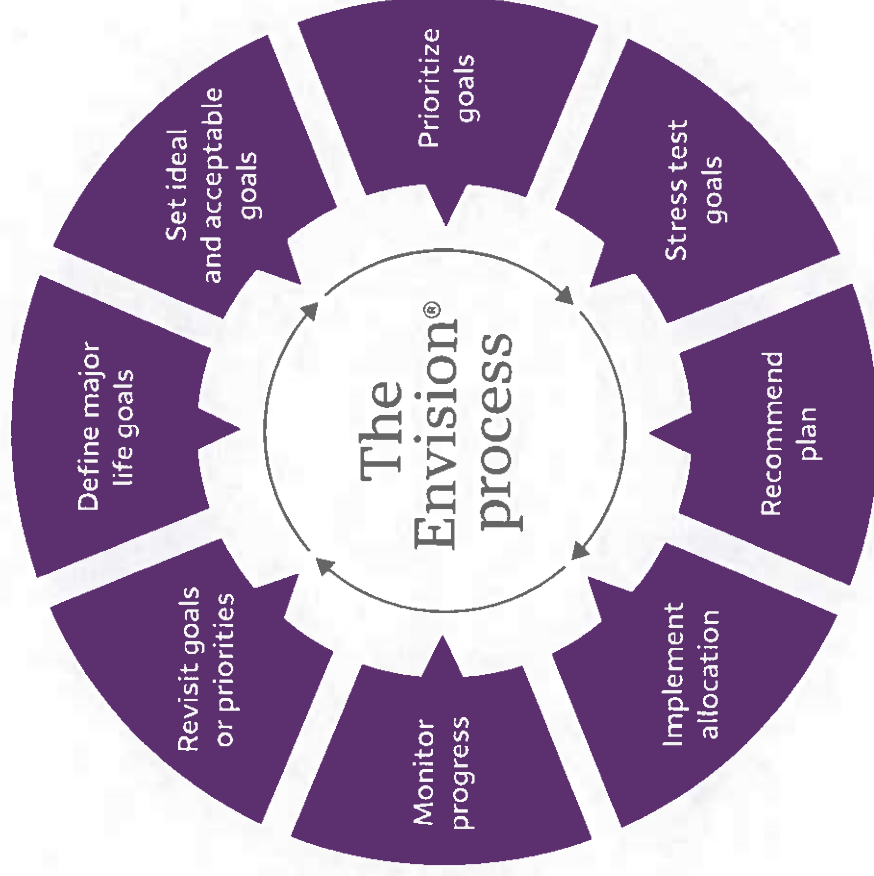 The
Envision®
process
Define major
life goals
Set ideal
and acceptable
goals
Prioritize
goals
Stress test
goals
Recommend
plan
Implement
allocation
Monitor
progress
Revisit goals
or priorities